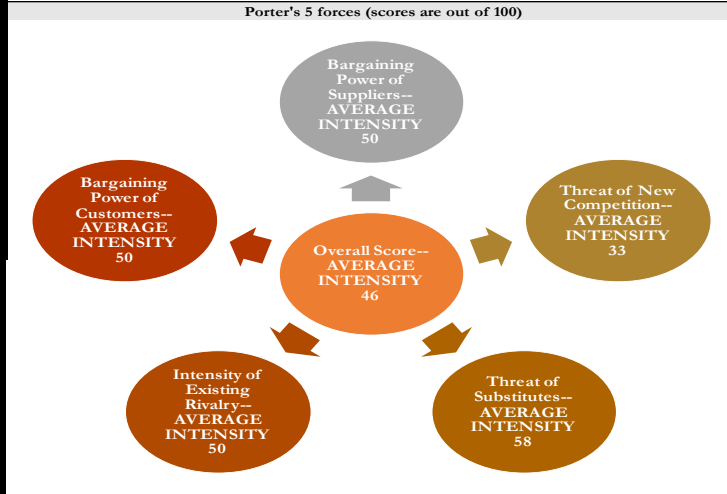 Porter's 5 forces (scores are out of 100)
Bargaining
Power of
Suppliers--
AVERAGE
INTENSITY
50
Bargaining
Power of
Customers--
AVERAGE
INTENSITY
50
Threat of New
Competition--
AVERAGE
INTENSITY
33
Overall Score--
AVERAGE
INTENSITY
46
Intensity of
Existing
Rivalry--
AVERAGE
INTENSITY
50
Threat of
Substitutes--
AVERAGE
INTENSITY
58